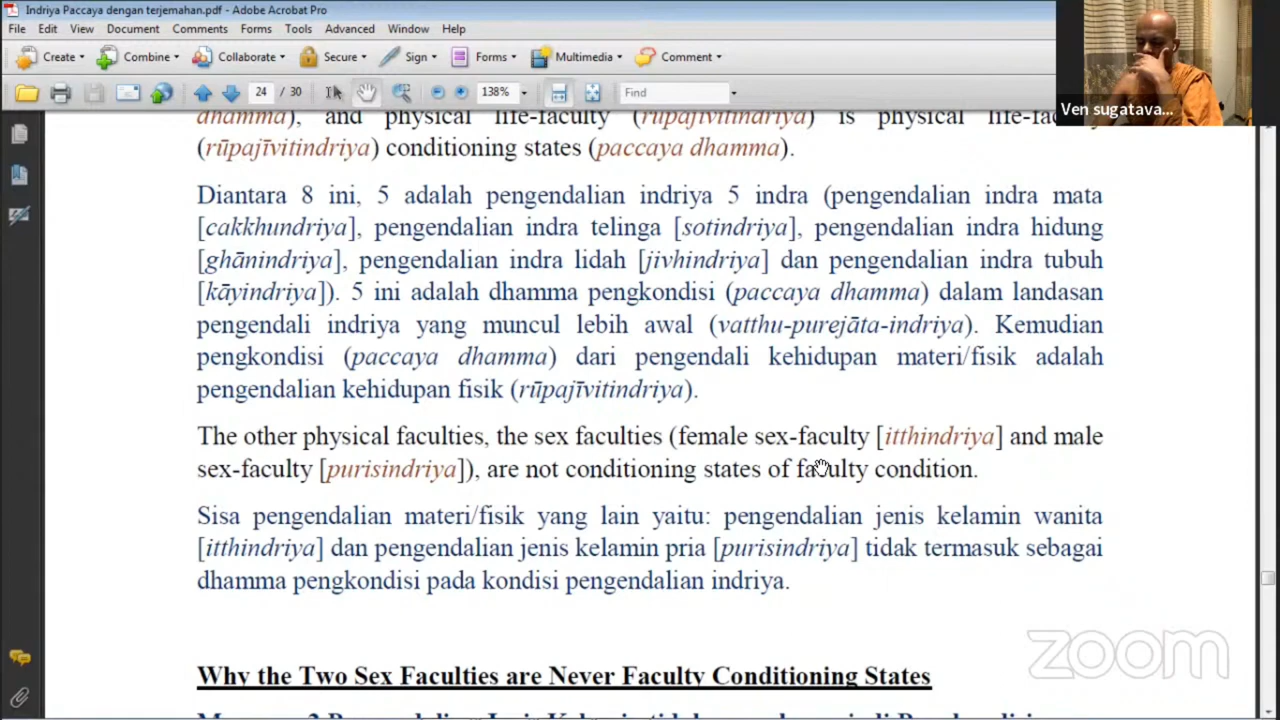 Indriya Paccaya dengan terjemahan.pdf - Adobe Acrobat Pro
File Edit View Document Comments Forms Tools Advanced Window Help
Create Combine Collaborate Secure Sign Forms Multimedia Comment
24 / 30 138% Find
Ven sugatava...
dhamma), and physical life-faculty (rūpajīvitindriya) is physical
(rūpajīvitindriya) conditioning states (paccaya dhamma).
Diantara 8 ini, 5 adalah pengendalian indriya 5 indra (pengendalian indra mata
[cakkhundriya], pengendalian indra telinga [sotindriya], pengendalian indra hidung
[ghānindriya], pengendalian indra lidah [jivhindriya] dan pengendalian indra tubuh
[kāyindriya]). 5 ini adalah dhamma pengkondisi (paccaya dhamma) dalam landasan
pengendali indriya yang muncul lebih awal (vatthu-purejāta-indriya). Kemudian
pengkondisi (paccaya dhamma) dari pengendali kehidupan materi/fisik adalah
pengendalian kehidupan fisik (rūpajīvitindriya).
The other physical faculties, the sex faculties (female sex-faculty [itthindriya] and male
sex-faculty [purisindriya]), are not conditioning states of faculty condition.
Sisa pengendalian materi/fisik yang lain yaitu: pengendalian jenis kelamin wanita
[itthindriya] dan pengendalian jenis kelamin pria [purisindriya] tidak termasuk sebagai
dhamma pengkondisi pada kondisi pengendalian indriya.
zoom
Why the Two Sex Faculties are Never Faculty Conditioning States